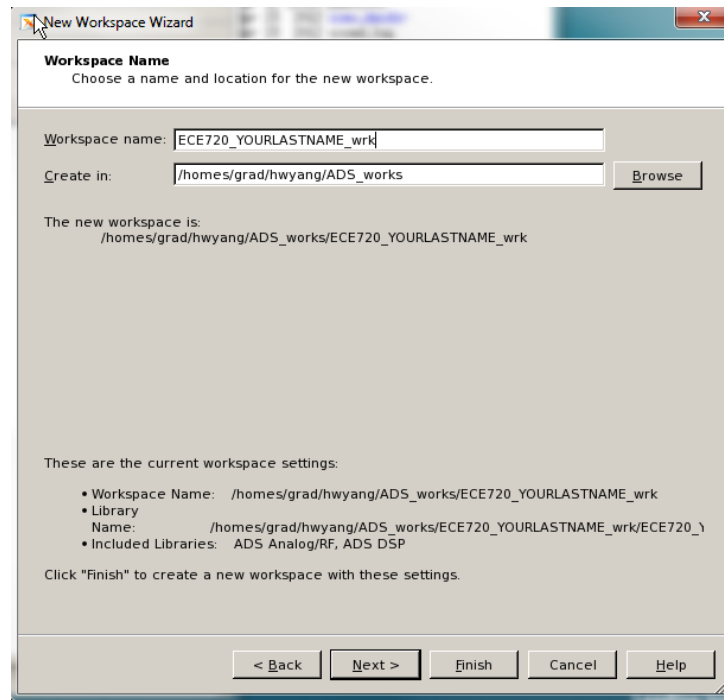 New Workspace Wizard
Workspace Name
Choose a name and location for the new workspace.
Workspace name: ECE720_YOURLASTNAME_wrk
Create in: /homes/grad/hwyang/ADS_works Browse
The new workspace is:
/homes/grad/hwyang/ADS_works/ECE720_YOURLASTNAME_wrk
These are the current workspace settings:
• Workspace Name: /homes/grad/hwyang/ADS_works/ECE720_YOURLASTNAME_wrk
• Library
Name: /homes/grad/hwyang/ADS_works/ECE720_YOURLASTNAME_wrk/ECE720_Y
• Included Libraries: ADS Analog/RF, ADS DSP
Click "Finish" to create a new workspace with these settings.
< Back Next > Finish Cancel Help